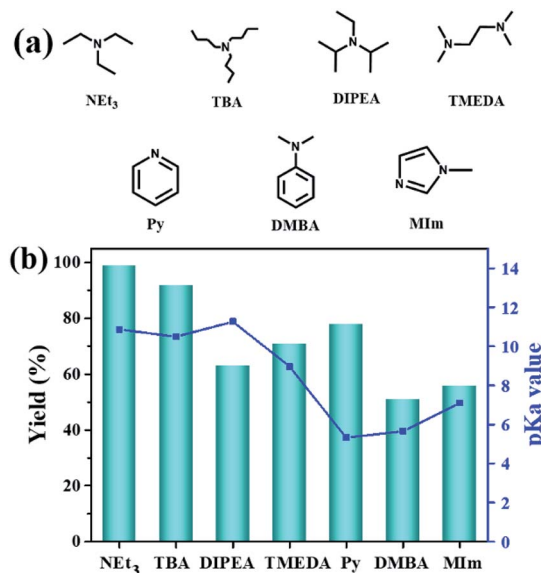 (a)
N
N
N
N
N
NEt₃
TBA
DIPEA
TMEDA
N
N
N
N
Py
DMBA
MIm
(b)
100
80
60
40
20
0
Yield (%)
14
12
10
8
6
4
2
0
pKa value
NEt₃ TBA DIPEA TMEDA Py DMBA MIm